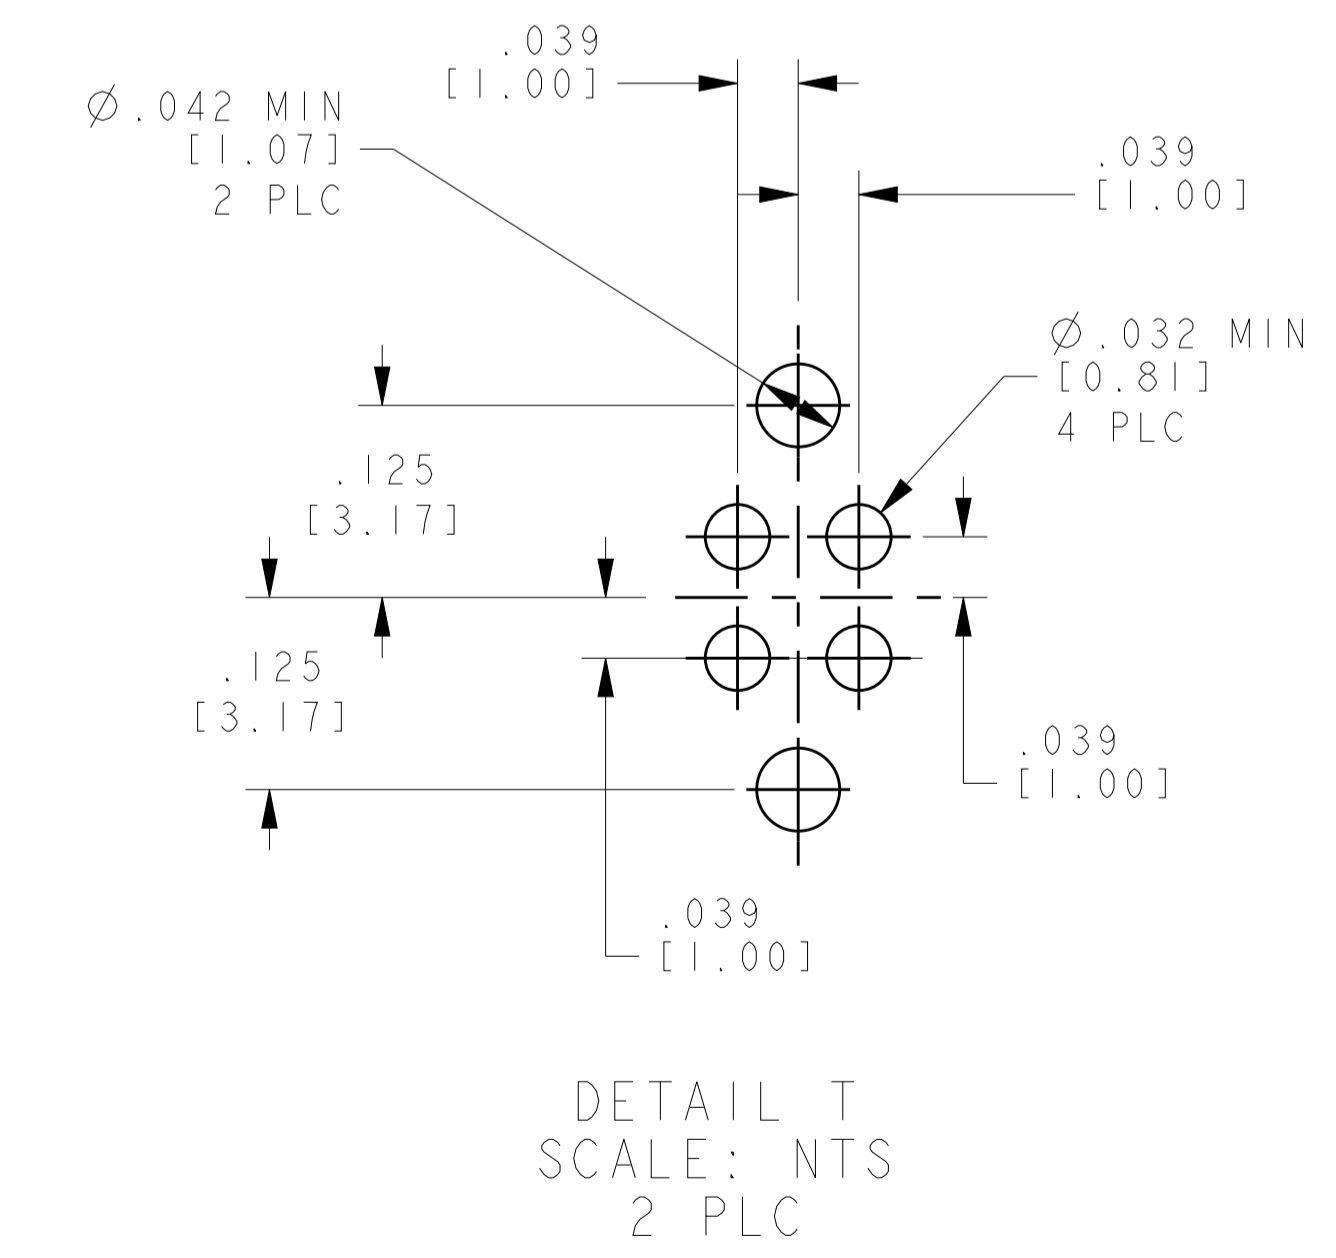 .039
[1.00]
Ø.042 MIN
[1.07]
2 PLC
.039
[1.00]
Ø.032 MIN
[0.81]
4 PLC
.125
[3.17]
.125
[3.17]
.039
[1.00]
.039
[1.00]
DETAIL T
SCALE: NTS
2 PLC